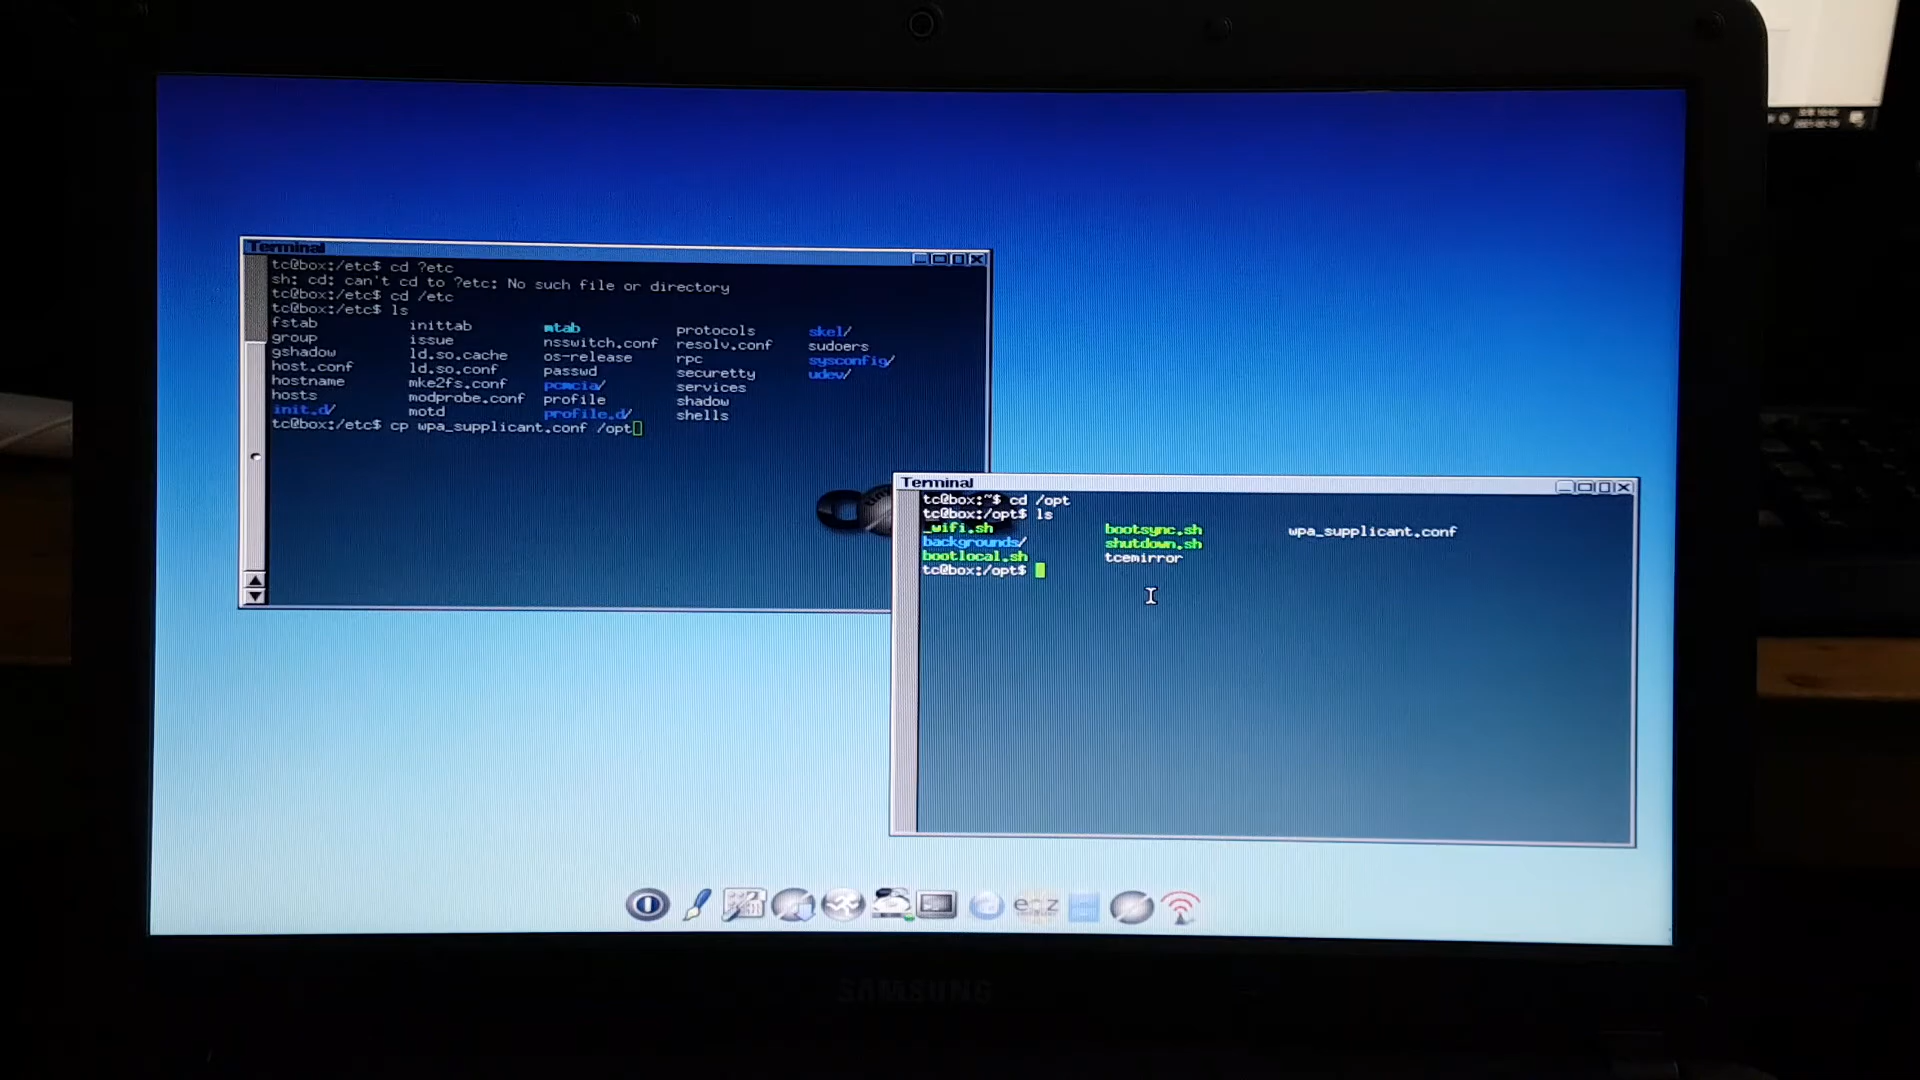 Terminal
tc@box:/etc$ cd ?etc
sh: cd: can't cd to ?etc: No such file or directory
tc@box:/etc$ cd /etc
tc@box:/etc$ ls
fstab inittab mtab protocols skel/
group issue nsswitch.conf resolv.conf sudoers
gshadow ld.so.cache os-release rpc sysconfig/
host.conf ld.so.conf passwd securetty udev/
hostname mke2fs.conf pcmcia/ services
hosts modprobe.conf profile shadow
init.d/ motd profile.d/ shells
tc@box:/etc$ cp wpa_supplicant.conf /opt
Terminal
tc@box:~$ cd /opt
tc@box:/opt$ ls
_wifi.sh bootsync.sh wpa_supplicant.conf
backgrounds/ shutdown.sh
bootlocal.sh tcemirror
tc@box:/opt$
SAMSUNG